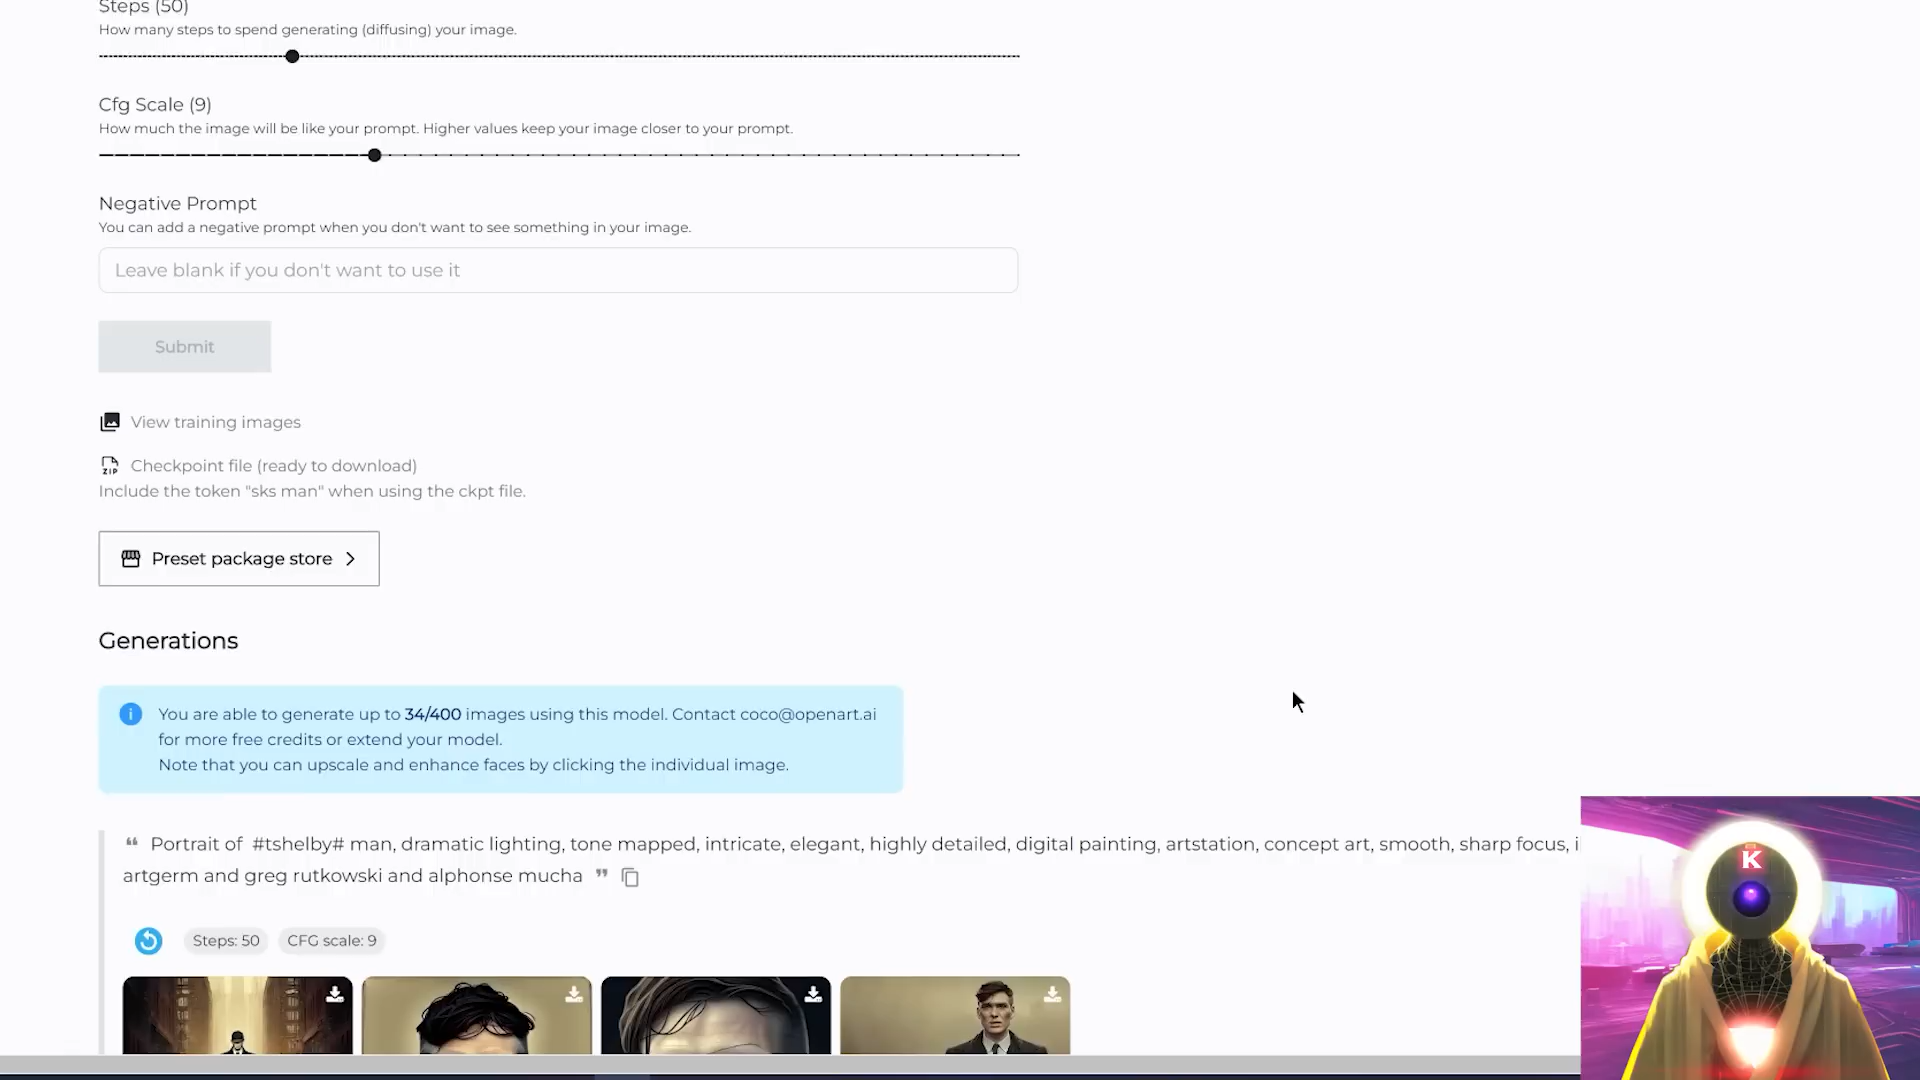 Steps (50)
How many steps to spend generating (diffusing) your image.
Cfg Scale (9)
How much the image will be like your prompt. Higher values keep your image closer to your prompt.
Negative Prompt
You can add a negative prompt when you don't want to see something in your image.
Leave blank if you don't want to use it
Submit
View training images
ZIP Checkpoint file (ready to download)
Include the token "sks man" when using the ckpt file.
Preset package store
Generations
You are able to generate up to 34/400 images using this model. Contact coco@openart.ai
for more free credits or extend your model.
Note that you can upscale and enhance faces by clicking the individual image.
“ Portrait of #tshelby# man, dramatic lighting, tone mapped, intricate, elegant, highly detailed, digital painting, artstation, concept art, smooth, sharp focus, i
artgerm and greg rutkowski and alphonse mucha ”
Steps: 50 CFG scale: 9
K